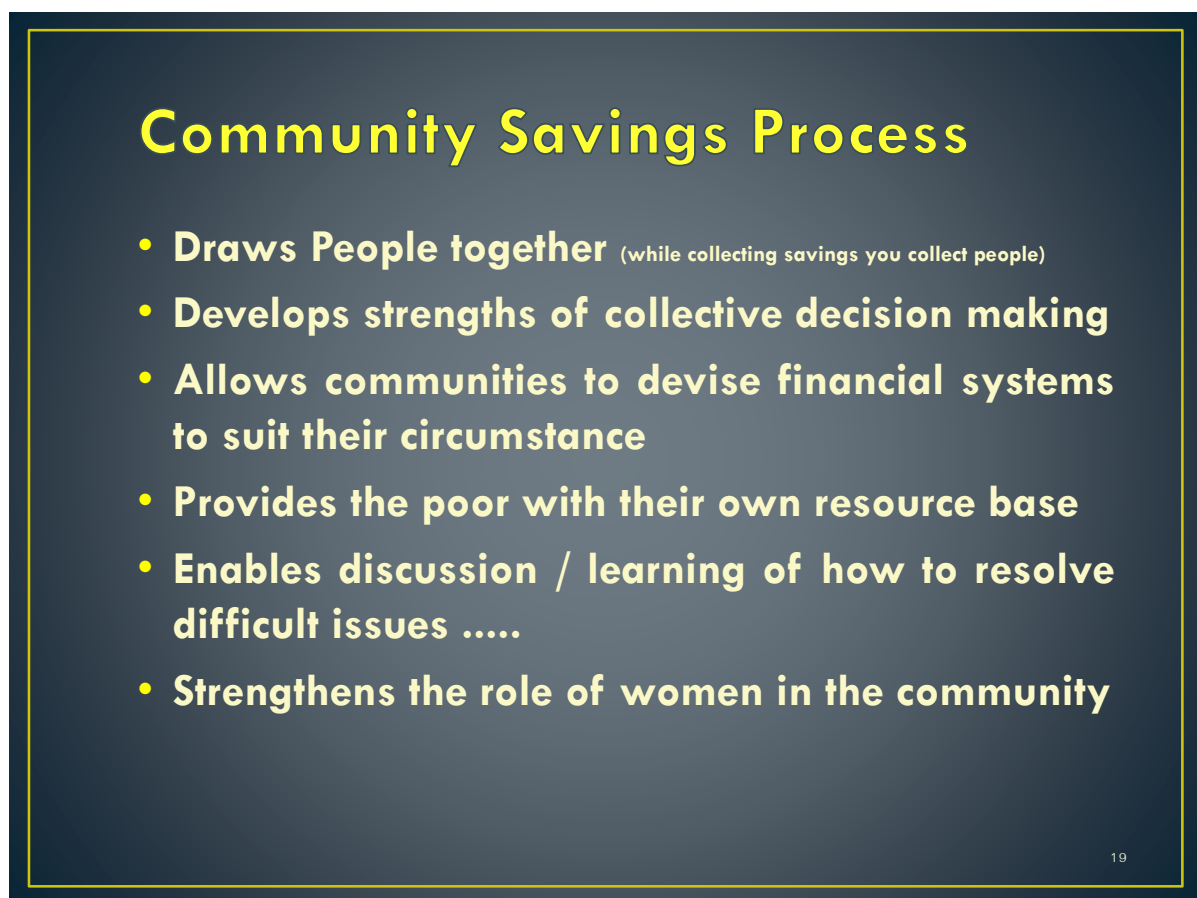 Community Savings Process
• Draws People together (while collecting savings you collect people)
• Develops strengths of collective decision making
• Allows communities to devise financial systems
to suit their circumstance
• Provides the poor with their own resource base
• Enables discussion / learning of how to resolve
difficult issues .....
• Strengthens the role of women in the community
19